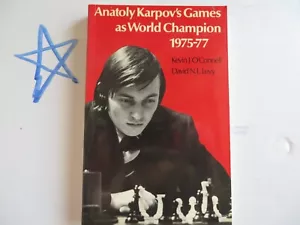 Anatoly Karpov's Games
as World Champion
1975-77
Kevin J. O'Connell
David N. L. Levy